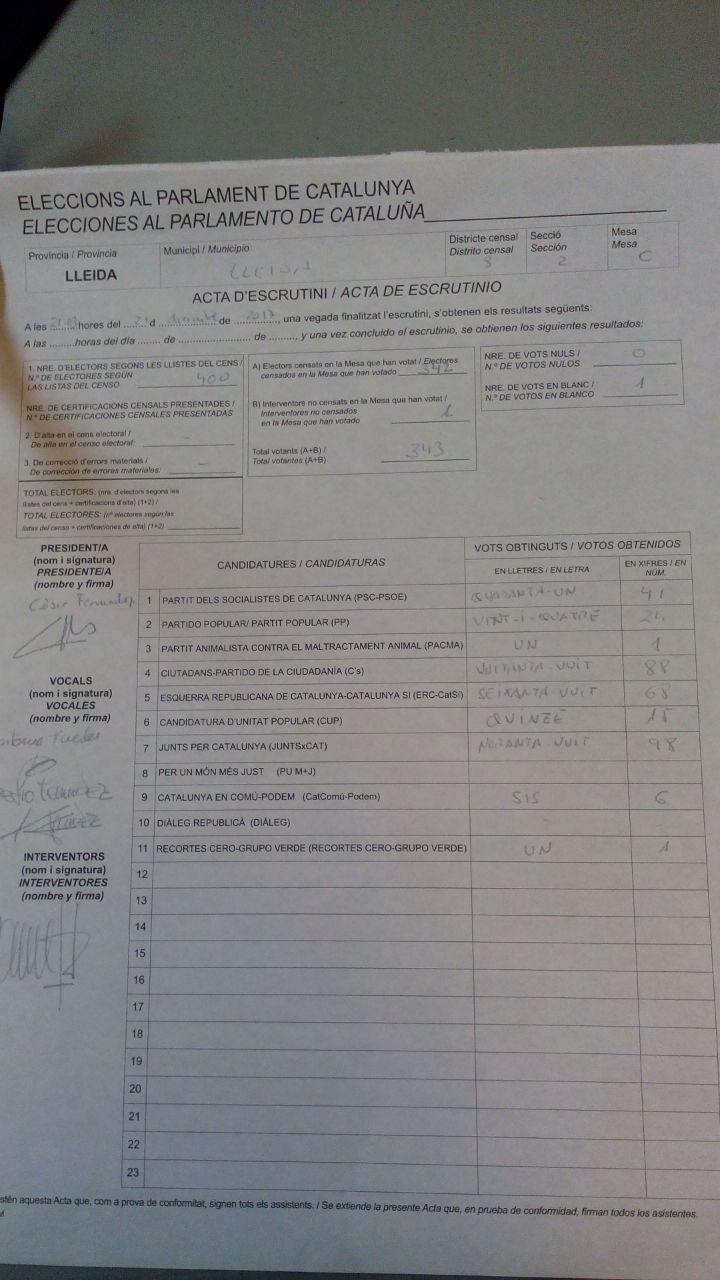 ELECCIONS AL PARLAMENT DE CATALUNYA
ELECCIONES AL PARLAMENTO DE CATALUÑA
Província / Provincia
LLEIDA
Municipi / Municipio
LLEIDA
Districte censal
Distrito censal
8
Secció
Sección
2
Mesa
Mesa
C
ACTA D'ESCRUTINI / ACTA DE ESCRUTINIO
A les hores del 21 d desembre de 2017, una vegada finalitzat l'escrutini, s'obtenen els resultats següents:
A las .........horas del día ....... de ........................ de ........., y una vez concluido el escrutinio, se obtienen los siguientes resultados:
1. NRE. D'ELECTORS SEGONS LES LLISTES DEL CENS /
N.º DE ELECTORES SEGÚN
LAS LISTAS DEL CENSO 400
NRE. DE CERTIFICACIONS CENSALS PRESENTADES /
N.º DE CERTIFICACIONES CENSALES PRESENTADAS
2. D'alta en el cens electoral /
De alta en el censo electoral: -
3. De correcció d'errors materials /
De corrección de errores materiales: -
TOTAL ELECTORS: (nre. d'electors segons les
llistes del cens + certificacions d'alta) (1+2) /
TOTAL ELECTORES: (nº electores según las
listas del censo + certificaciones de alta) (1+2)
A) Electors censats en la Mesa que han votat / Electores
censados en la Mesa que han votado 342
B) Interventors no censats en la Mesa que han votat /
Interventores no censados
en la Mesa que han votado 1
Total votants (A+B) /
Total votantes (A+B) 343
NRE. DE VOTS NULS /
N.º DE VOTOS NULOS 0
NRE. DE VOTS EN BLANC /
N.º DE VOTOS EN BLANCO 1
PRESIDENT/A
(nom i signatura)
PRESIDENTE/A
(nombre y firma)
César Fernandez
VOCALS
(nom i signatura)
VOCALES
(nombre y firma)
INTERVENTORS
(nom i signatura)
INTERVENTORES
(nombre y firma)
CANDIDATURES / CANDIDATURAS
VOTS OBTINGUTS / VOTOS OBTENIDOS
EN LLETRES / EN LETRA
EN XIFRES / EN NÚM.
1 PARTIT DELS SOCIALISTES DE CATALUNYA (PSC-PSOE) QUARANTA-UN 41
2 PARTIDO POPULAR/ PARTIT POPULAR (PP) VINT-I-QUATRE 24
3 PARTIT ANIMALISTA CONTRA EL MALTRACTAMENT ANIMAL (PACMA) UN 1
4 CIUTADANS-PARTIDO DE LA CIUDADANÍA (C's) VUITANTA-VUIT 88
5 ESQUERRA REPUBLICANA DE CATALUNYA-CATALUNYA SI (ERC-CatSí) SEIXANTA-VUIT 68
6 CANDIDATURA D'UNITAT POPULAR (CUP) QUINZE 15
7 JUNTS PER CATALUNYA (JUNTSxCAT) NORANTA-VUIT 98
8 PER UN MÓN MÉS JUST (PU M+J)
9 CATALUNYA EN COMÚ-PODEM (CatComú-Podem) SIS 6
10 DIÀLEG REPUBLICÀ (DIÀLEG) -
11 RECORTES CERO-GRUPO VERDE (RECORTES CERO-GRUPO VERDE) UN 1
12
13
14
15
16
17
18
19
20
21
22
23
stén aquesta Acta que, com a prova de conformitat, signen tots els assistents. / Se extiende la presente Acta que, en prueba de conformidad, firman todos los asistentes.